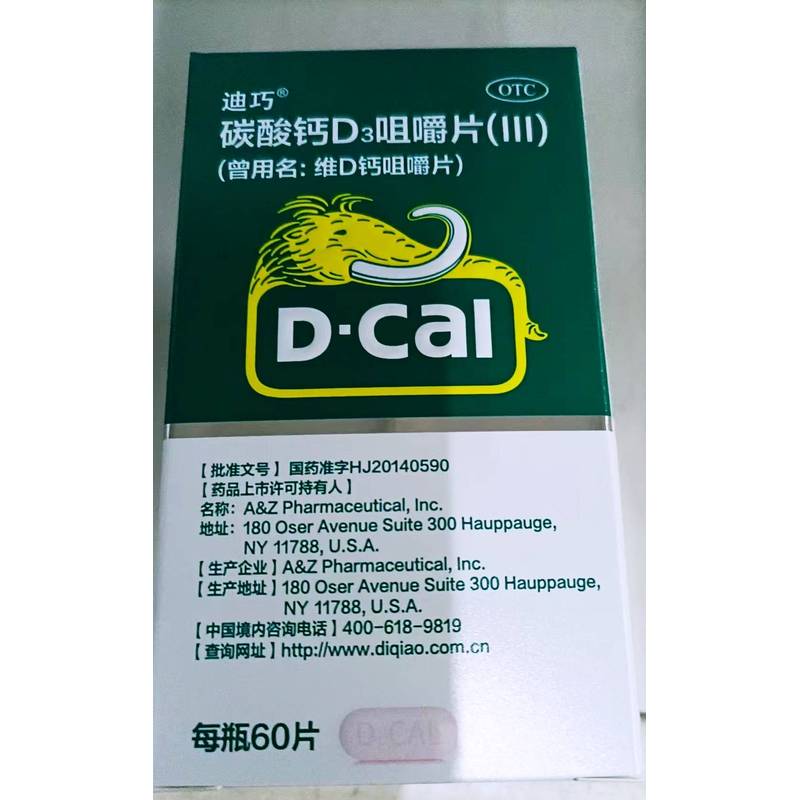 迪巧®
OTC
碳酸钙D₃咀嚼片(III)
(曾用名: 维D钙咀嚼片)
D·Cal
【批准文号】国药准字HJ20140590
【药品上市许可持有人】
名称: A&Z Pharmaceutical, Inc.
地址: 180 Oser Avenue Suite 300 Hauppauge,
NY 11788, U.S.A.
【生产企业】A&Z Pharmaceutical, Inc.
【生产地址】180 Oser Avenue Suite 300 Hauppauge,
NY 11788, U.S.A.
【中国境内咨询电话】400-618-9819
【查询网址】http://www.diqiao.com.cn
每瓶60片
D-CAL